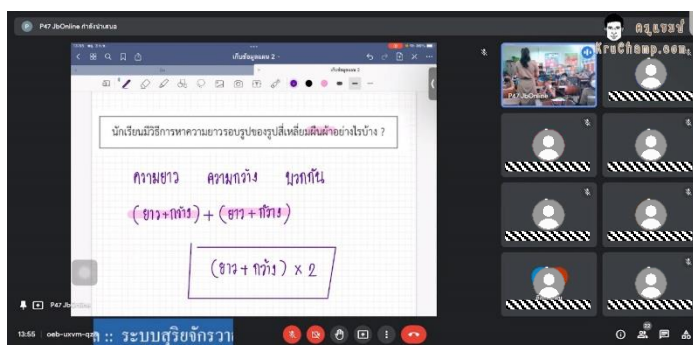 P47 JbOnline กำลังนำเสนอ
ครูแชมป์
KruChamp.com
เก็บข้อมูลแผน 2
P47 JbOnline
นักเรียนมีวิธีการหาความยาวรอบรูปของรูปสี่เหลี่ยมผืนผ้าอย่างไรบ้าง ?
ความยาว ความกว้าง บวกกัน
(ยาว+กว้าง) + (ยาว+กว้าง)
(ยาว + กว้าง) × 2
13:55
:: ระบบสุริยจักรวา